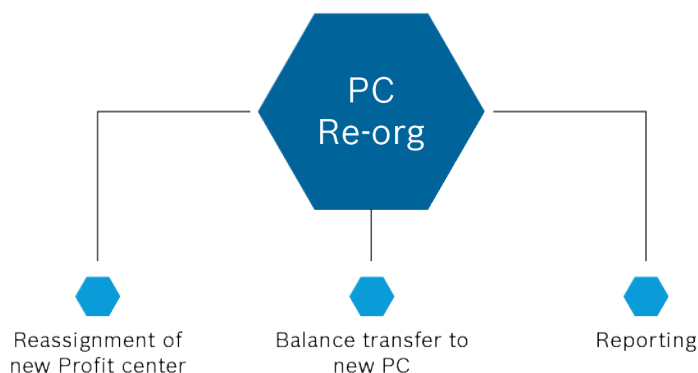 PC
Re-org
Reassignment of
new Profit center
Balance transfer to
new PC
Reporting